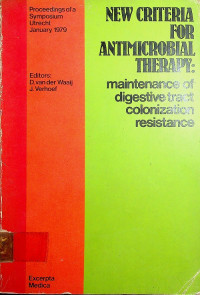 Proceedings of a
Symposium
Utrecht
January 1979
NEW CRITERIA
FOR
ANTIMICROBIAL
THERAPY:
maintenance of
digestive tract
colonization
resistance
Editors:
D. van der Waaij
J. Verhoef
Excerpta
Medica